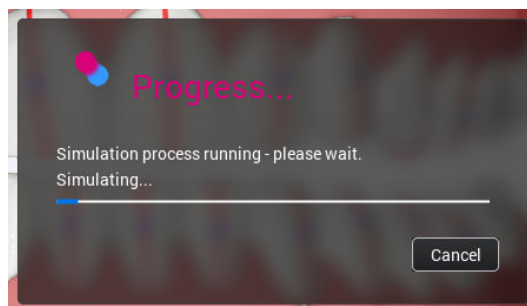 Progress...
Simulation process running - please wait.
Simulating...
Cancel